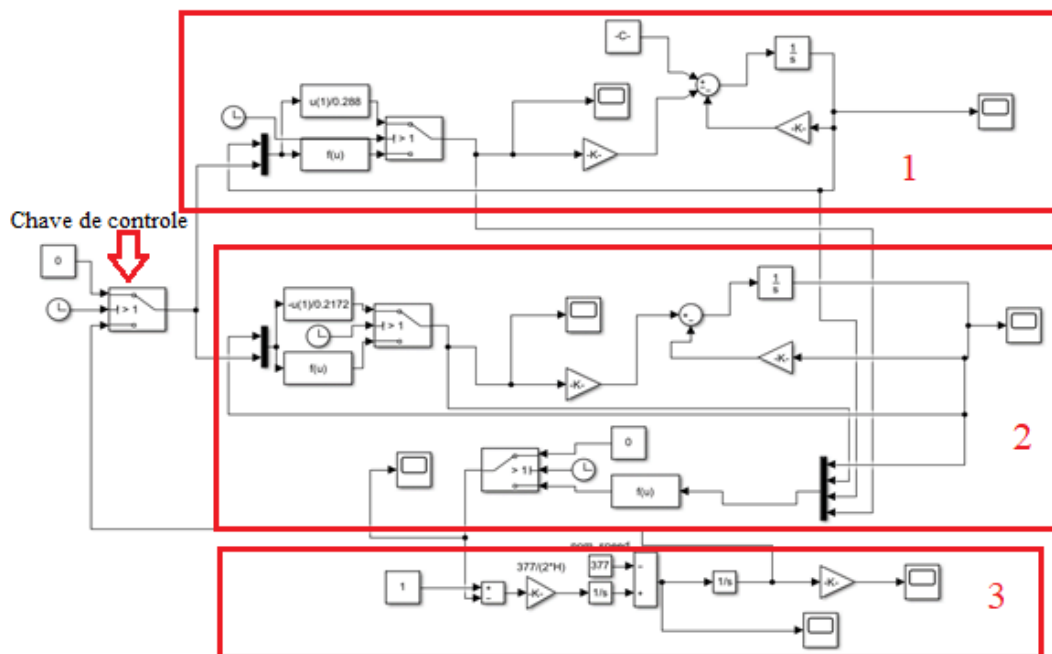 -C-
1
s
u(1)/0.288
> 1
f(u)
-K-
-K-
1
Chave de controle
0
> 1
-u(1)/0.2172
> 1
f(u)
1
s
-K-
-K-
2
0
> 1
f(u)
377/(2*H)
377
1
-K-
1/s
1/s
-K-
3